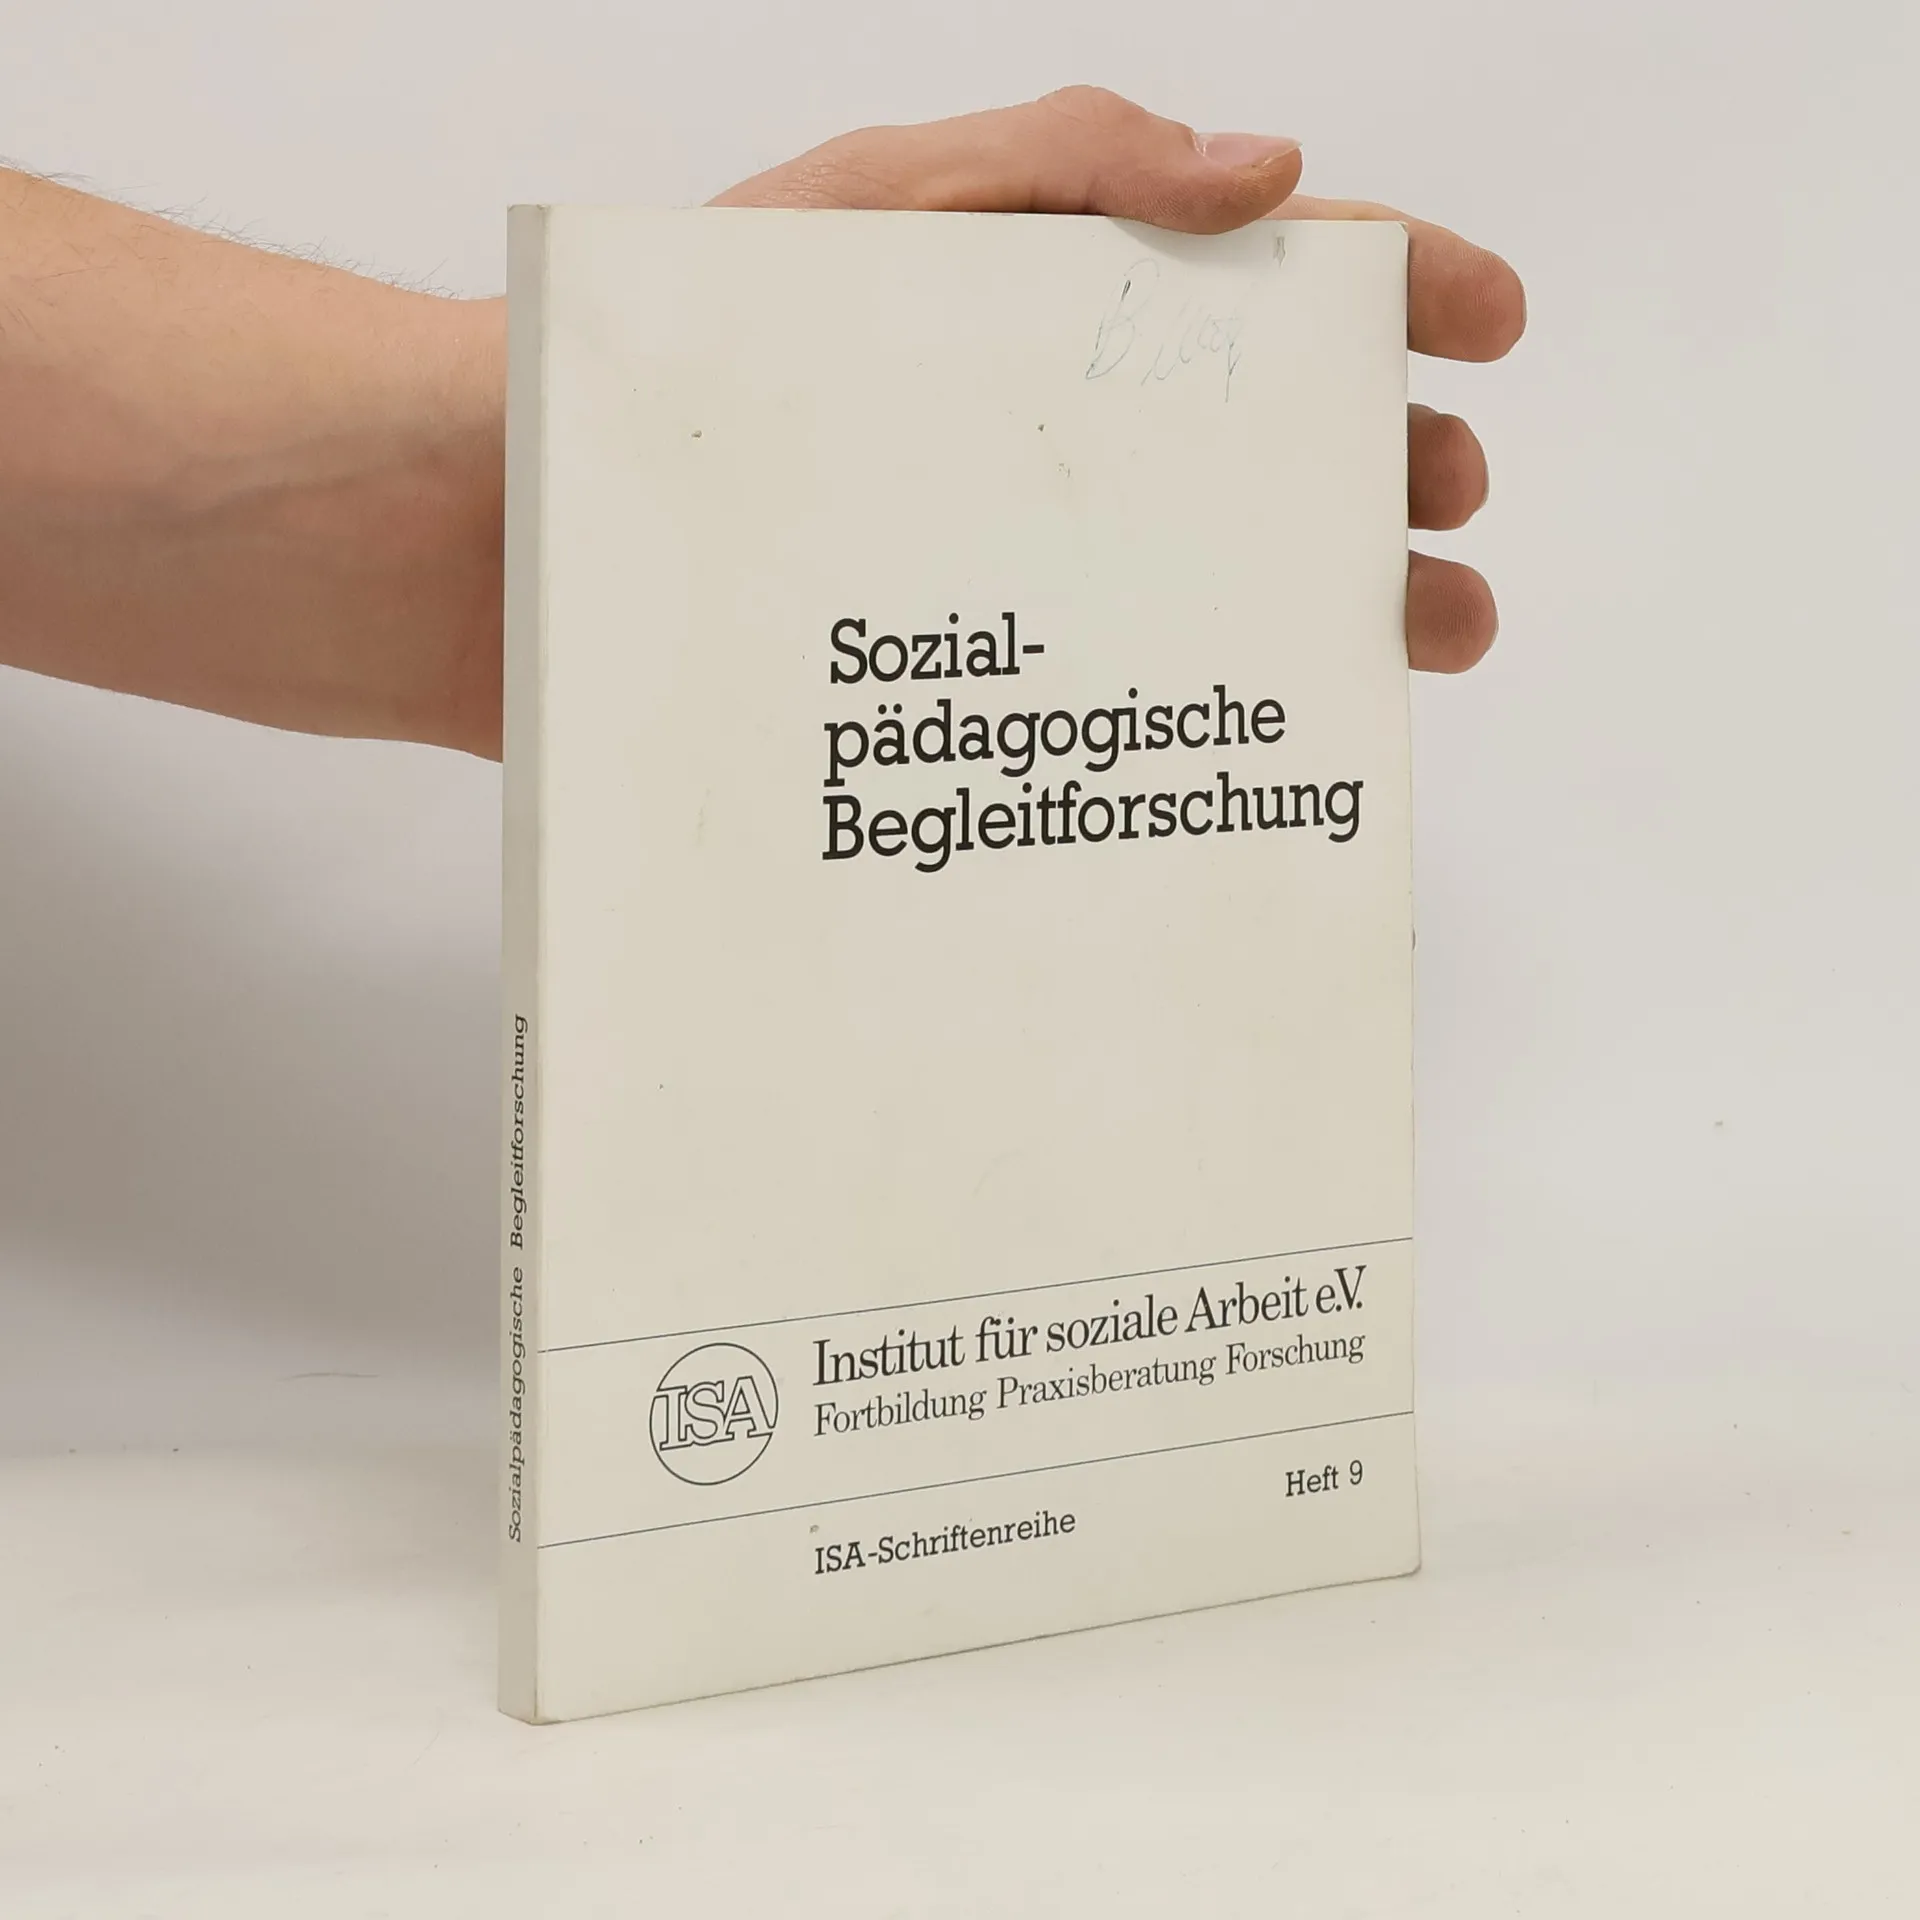 Sozial-
pädagogische
Begleitforschung
ISA
Institut für soziale Arbeit e.V.
Fortbildung Praxisberatung Forschung
Heft 9
ISA-Schriftenreihe
Sozialpädagogische Begleitforschung